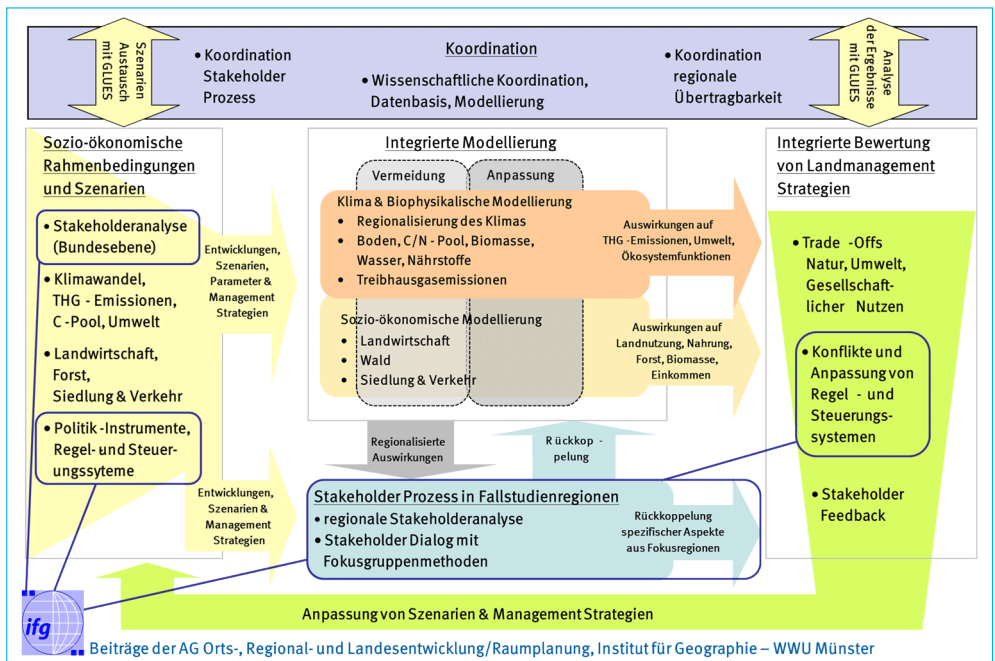 Szenarien
Austausch
mit GLUES
• Koordination
Stakeholder
Prozess
Koordination
• Wissenschaftliche Koordination,
Datenbasis, Modellierung
• Koordination
regionale
Übertragbarkeit
Analyse
der Ergebnisse
mit GLUES
Sozio-ökonomische
Rahmenbedingungen
und Szenarien
• Stakeholderanalyse
(Bundesebene)
• Klimawandel,
THG - Emissionen,
C -Pool, Umwelt
• Landwirtschaft,
Forst,
Siedlung & Verkehr
• Politik -Instrumente,
Regel- und Steuer-
ungssyteme
Entwicklungen,
Szenarien,
Parameter &
Management
Strategien
Entwicklungen,
Szenarien &
Management
Strategien
Integrierte Modellierung
Vermeidung
Anpassung
Klima & Biophysikalische Modellierung
• Regionalisierung des Klimas
• Boden, C/N - Pool, Biomasse,
Wasser, Nährstoffe
• Treibhausgasemissionen
Sozio-ökonomische Modellierung
• Landwirtschaft
• Wald
• Siedlung & Verkehr
Auswirkungen auf
THG -Emissionen, Umwelt,
Ökosystemfunktionen
Auswirkungen auf
Landnutzung, Nahrung,
Forst, Biomasse,
Einkommen
Regionalisierte
Auswirkungen
Rückkop -
pelung
Stakeholder Prozess in Fallstudienregionen
• regionale Stakeholderanalyse
• Stakeholder Dialog mit
Fokusgruppenmethoden
Rückkoppelung
spezifischer Aspekte
aus Fokusregionen
Integrierte Bewertung
von Landmanagement
Strategien
• Trade -Offs
Natur, Umwelt,
Gesellschaft-
licher Nutzen
• Konflikte und
Anpassung von
Regel - und
Steuerungs-
systemen
• Stakeholder
Feedback
Anpassung von Szenarien & Management Strategien
ifg
Beiträge der AG Orts-, Regional- und Landesentwicklung/Raumplanung, Institut für Geographie – WWU Münster